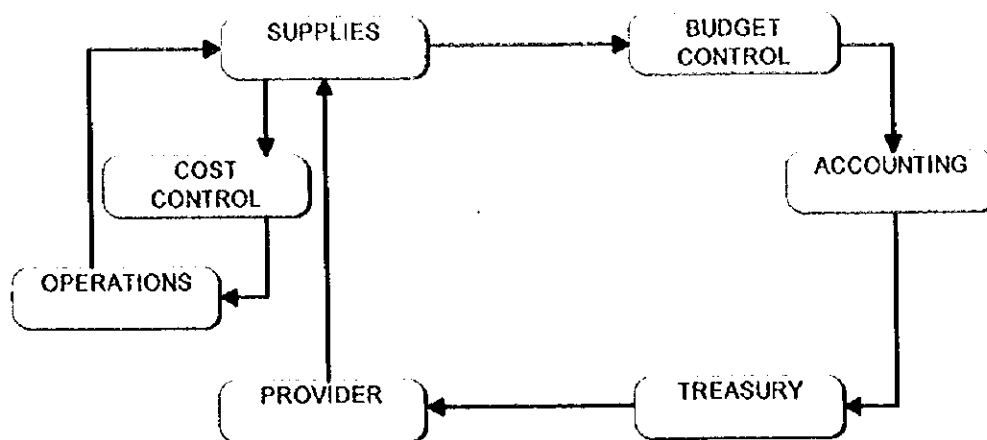 SUPPLIES
BUDGET
CONTROL
COST
CONTROL
ACCOUNTING
OPERATIONS
PROVIDER
TREASURY